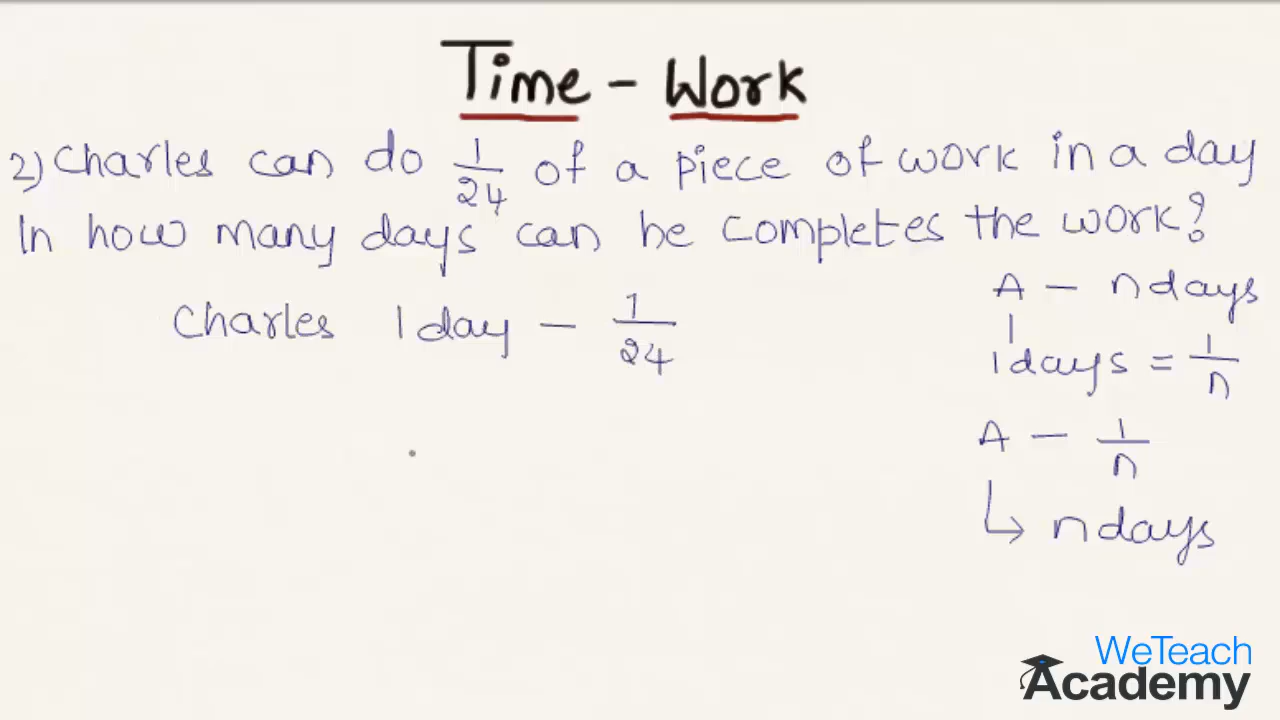 Time - Work
2) Charles can do 1/24 of a piece of work in a day
In how many days can he completes the work?
A - n days
Charles 1 day - 1/24
1 days = 1/n
A - 1/n
↳ n days
WeTeach
Academy